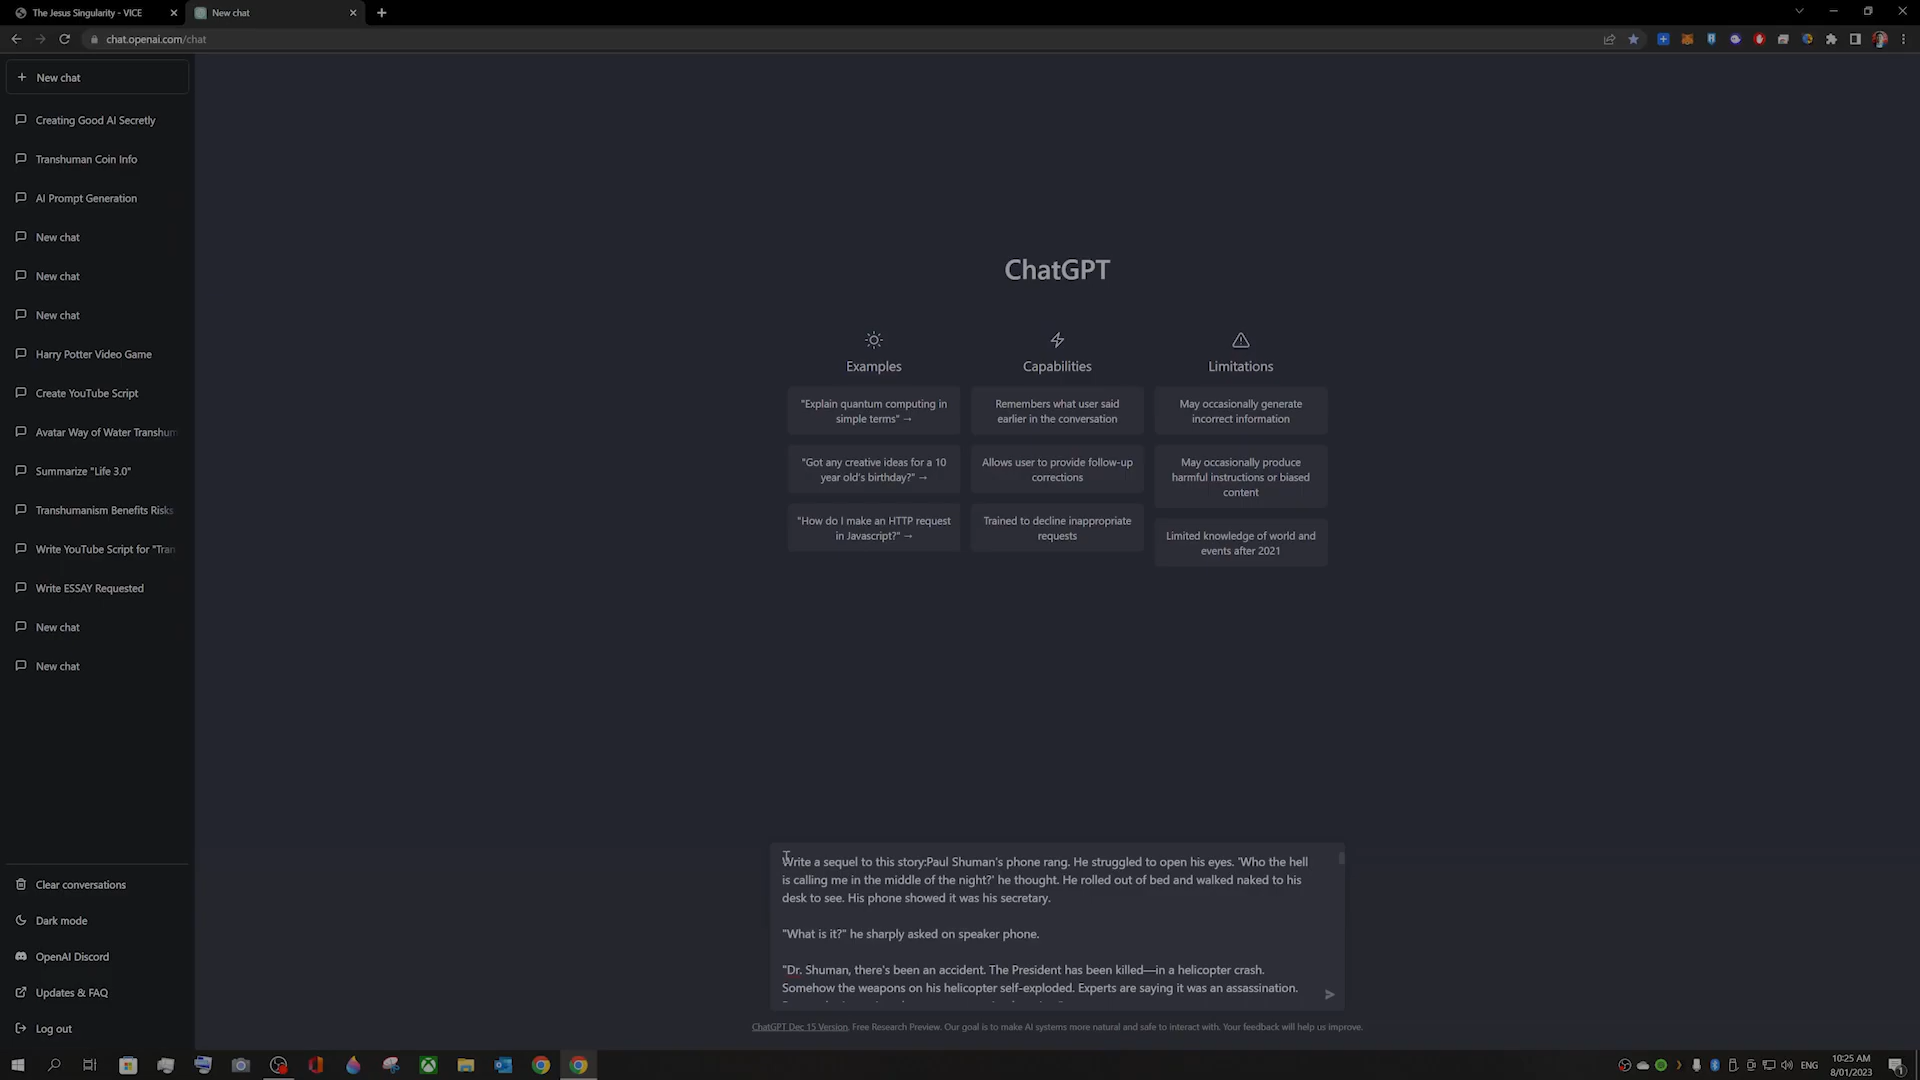 The Jesus Singularity - VICE
New chat
chat.openai.com/chat
New chat
Creating Good AI Secretly
Transhuman Coin Info
AI Prompt Generation
New chat
New chat
New chat
Harry Potter Video Game
Create YouTube Script
Avatar Way of Water Transhum
Summarize "Life 3.0"
Transhumanism Benefits Risks
Write YouTube Script for "Tran
Write ESSAY Requested
New chat
New chat
Clear conversations
Dark mode
OpenAI Discord
Updates & FAQ
Log out
ChatGPT
Examples
"Explain quantum computing in
simple terms" →
"Got any creative ideas for a 10
year old's birthday?" →
"How do I make an HTTP request
in Javascript?" →
Capabilities
Remembers what user said
earlier in the conversation
Allows user to provide follow-up
corrections
Trained to decline inappropriate
requests
Limitations
May occasionally generate
incorrect information
May occasionally produce
harmful instructions or biased
content
Limited knowledge of world and
events after 2021
Write a sequel to this story:Paul Shuman's phone rang. He struggled to open his eyes. 'Who the hell
is calling me in the middle of the night?' he thought. He rolled out of bed and walked naked to his
desk to see. His phone showed it was his secretary.
"What is it?" he sharply asked on speaker phone.
"Dr. Shuman, there's been an accident. The President has been killed—in a helicopter crash.
Somehow the weapons on his helicopter self-exploded. Experts are saying it was an assassination.
ChatGPT Dec 15 Version. Free Research Preview. Our goal is to make AI systems more natural and safe to interact with. Your feedback will help us improve.
ENG
10:25 AM
8/01/2023